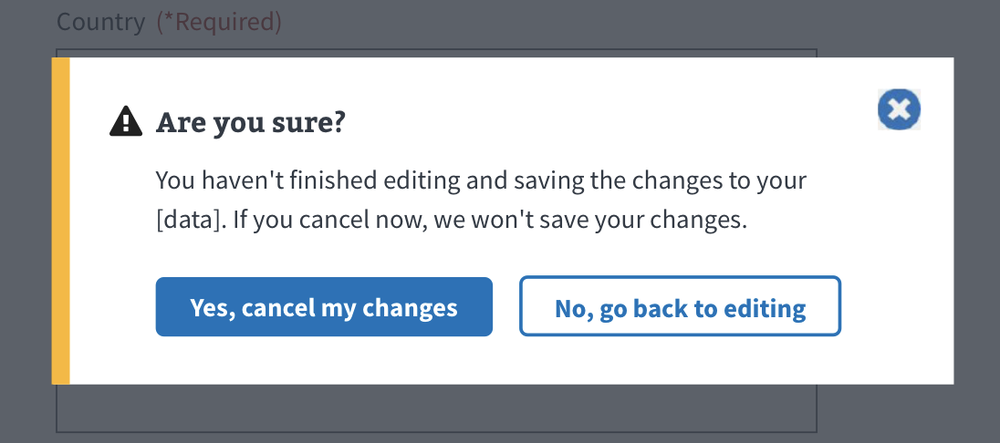 Country (*Required)
Are you sure?
You haven't finished editing and saving the changes to your
[data]. If you cancel now, we won't save your changes.
Yes, cancel my changes
No, go back to editing